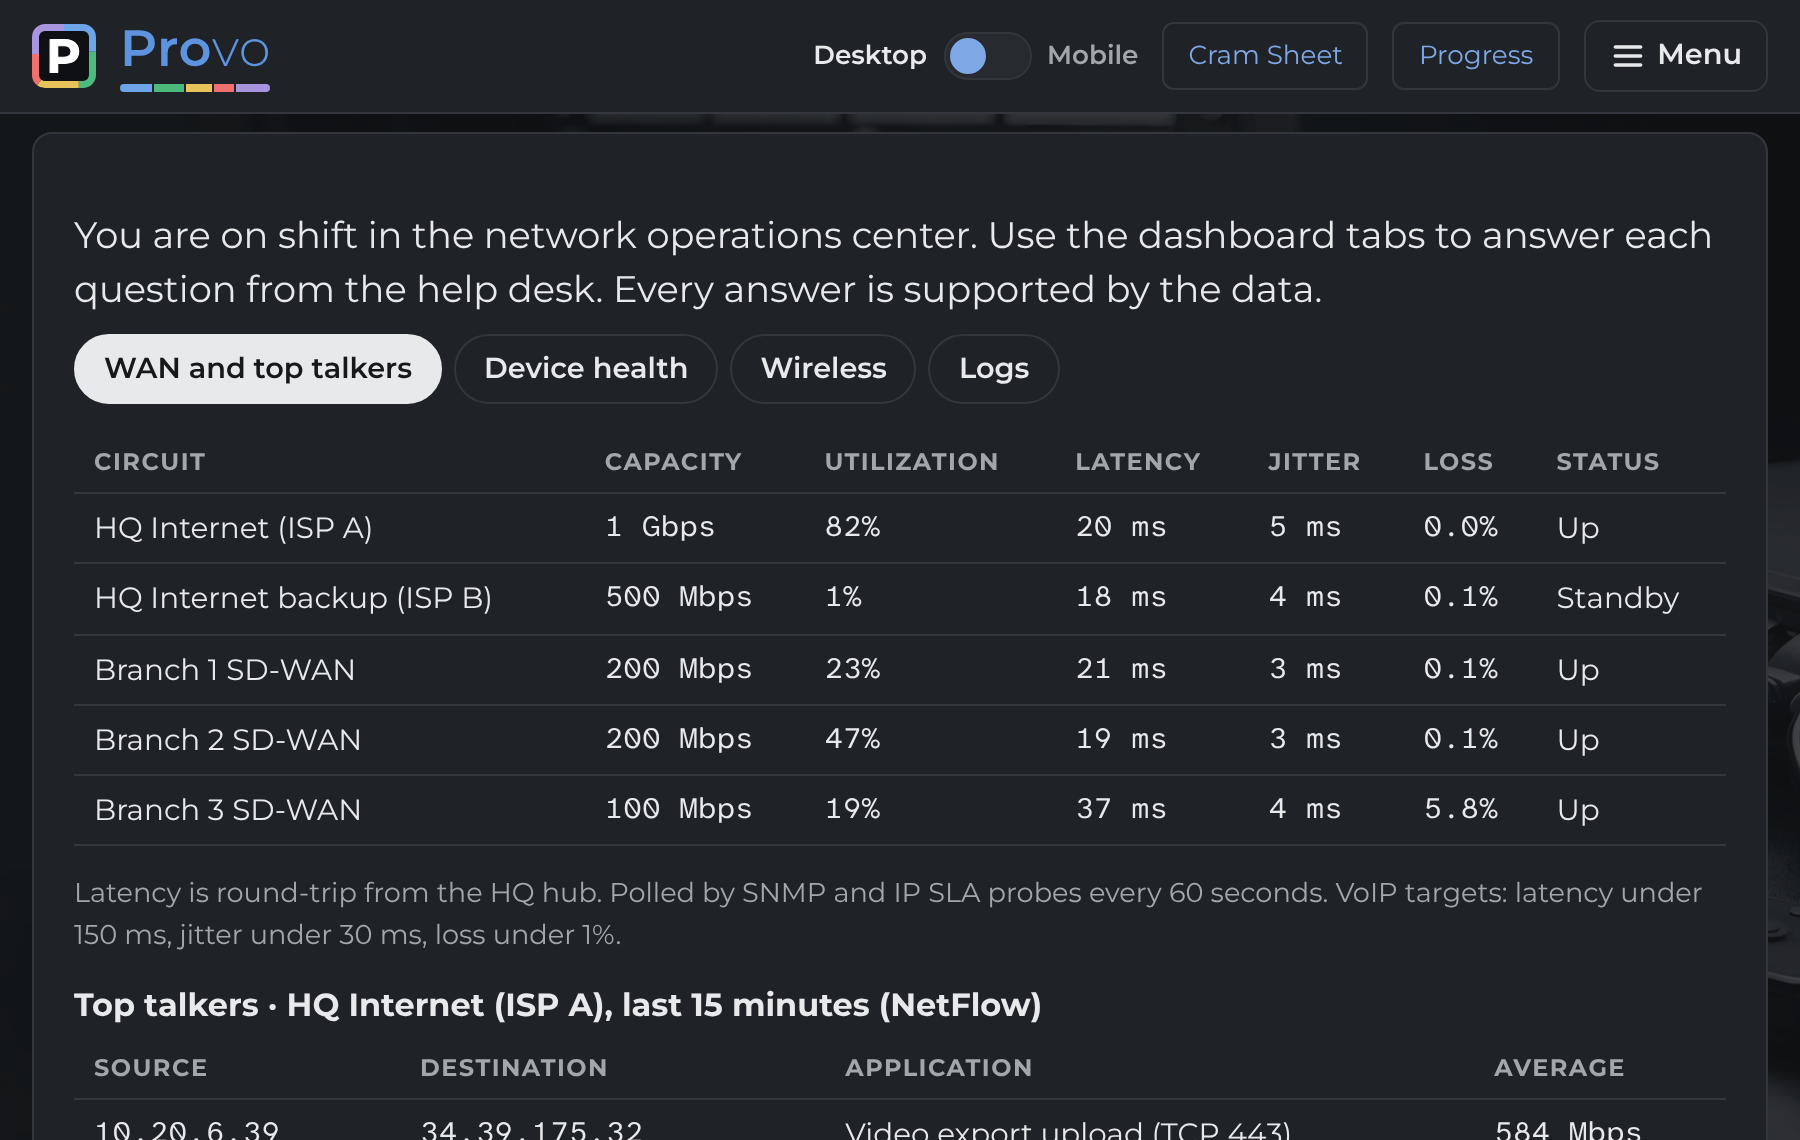 P Provo
Desktop Mobile Cram Sheet Progress Menu
You are on shift in the network operations center. Use the dashboard tabs to answer each
question from the help desk. Every answer is supported by the data.
WAN and top talkers Device health Wireless Logs
CIRCUIT CAPACITY UTILIZATION LATENCY JITTER LOSS STATUS
HQ Internet (ISP A) 1 Gbps 82% 20 ms 5 ms 0.0% Up
HQ Internet backup (ISP B) 500 Mbps 1% 18 ms 4 ms 0.1% Standby
Branch 1 SD-WAN 200 Mbps 23% 21 ms 3 ms 0.1% Up
Branch 2 SD-WAN 200 Mbps 47% 19 ms 3 ms 0.1% Up
Branch 3 SD-WAN 100 Mbps 19% 37 ms 4 ms 5.8% Up
Latency is round-trip from the HQ hub. Polled by SNMP and IP SLA probes every 60 seconds. VoIP targets: latency under
150 ms, jitter under 30 ms, loss under 1%.
Top talkers · HQ Internet (ISP A), last 15 minutes (NetFlow)
SOURCE DESTINATION APPLICATION AVERAGE
10.20.6.39 34.39.175.32 Video export upload (TCP 443) 584 Mbps